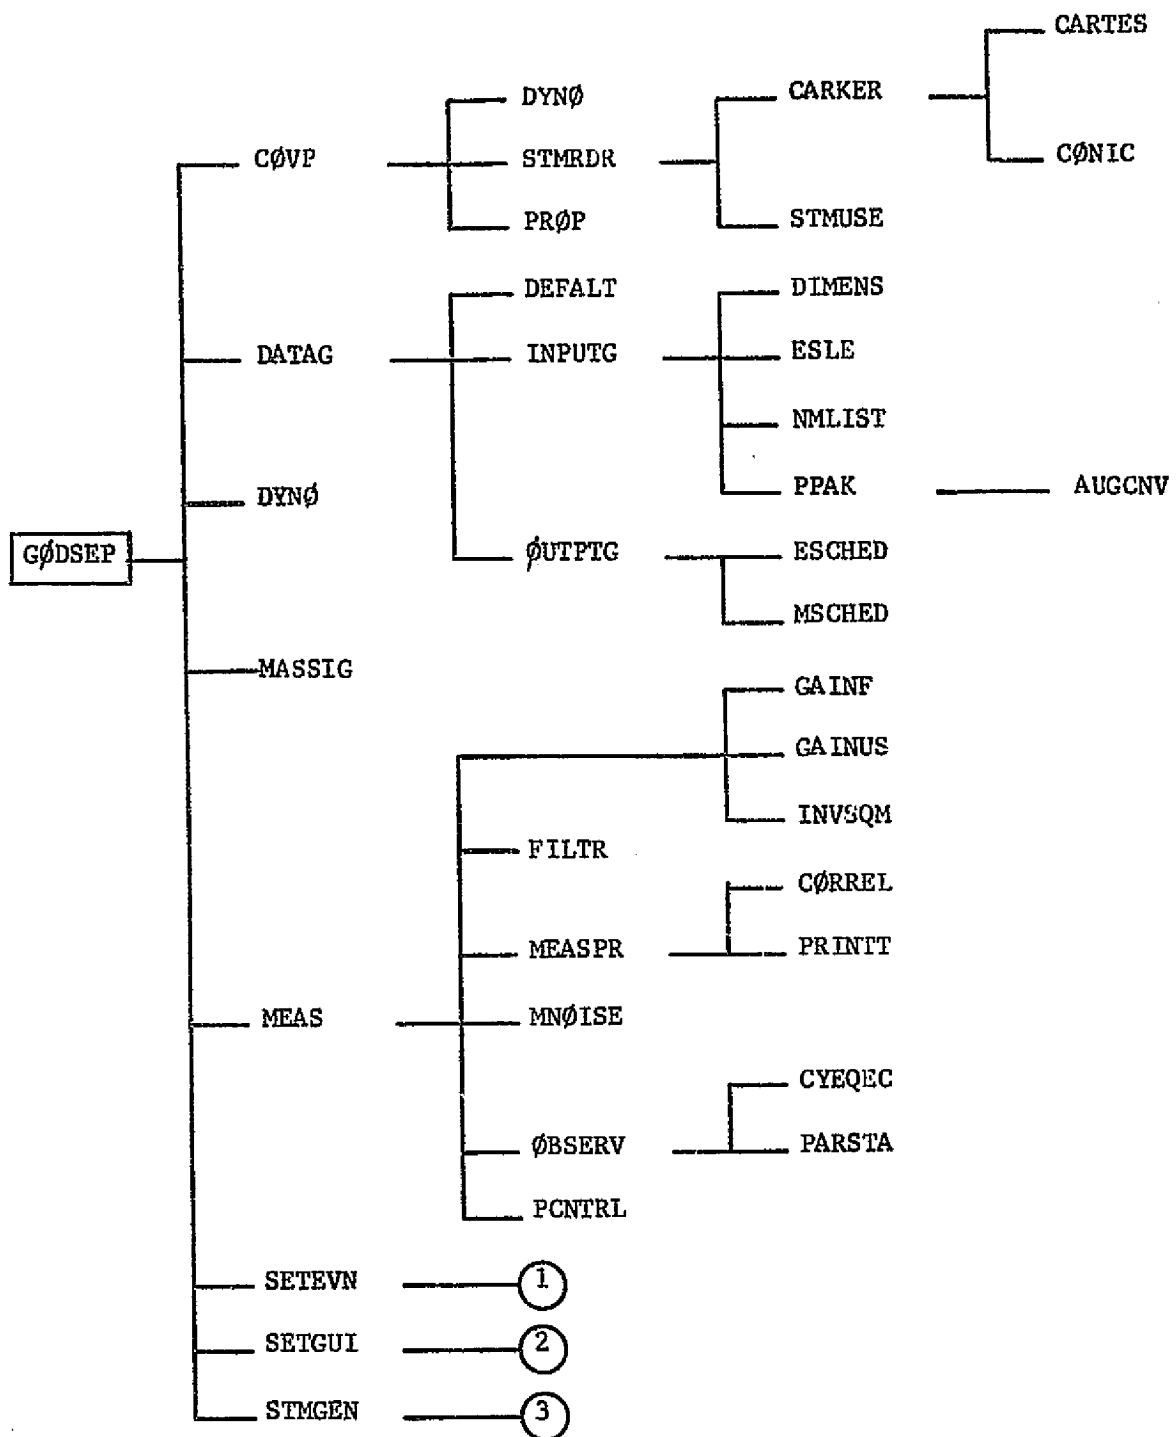 CARTES
DYNØ
CARKER
CØVP
STMRDR
CØNIC
PRØP
STMUSE
DEFALT
DIMENS
DATAG
INPUTG
ESLE
NMLIST
DYNØ
PPAK
AUGCNV
GØDSEP
ØUTPTG
ESCHED
MSCHED
MASSIG
GAINF
GAINUS
INVSQM
FILTR
CØRREL
MEASPR
PRINTT
MEAS
MNØISE
CYEQEC
ØBSERV
PARSTA
PCNTRL
SETEVN
1
SETGUI
2
STMGEN
3